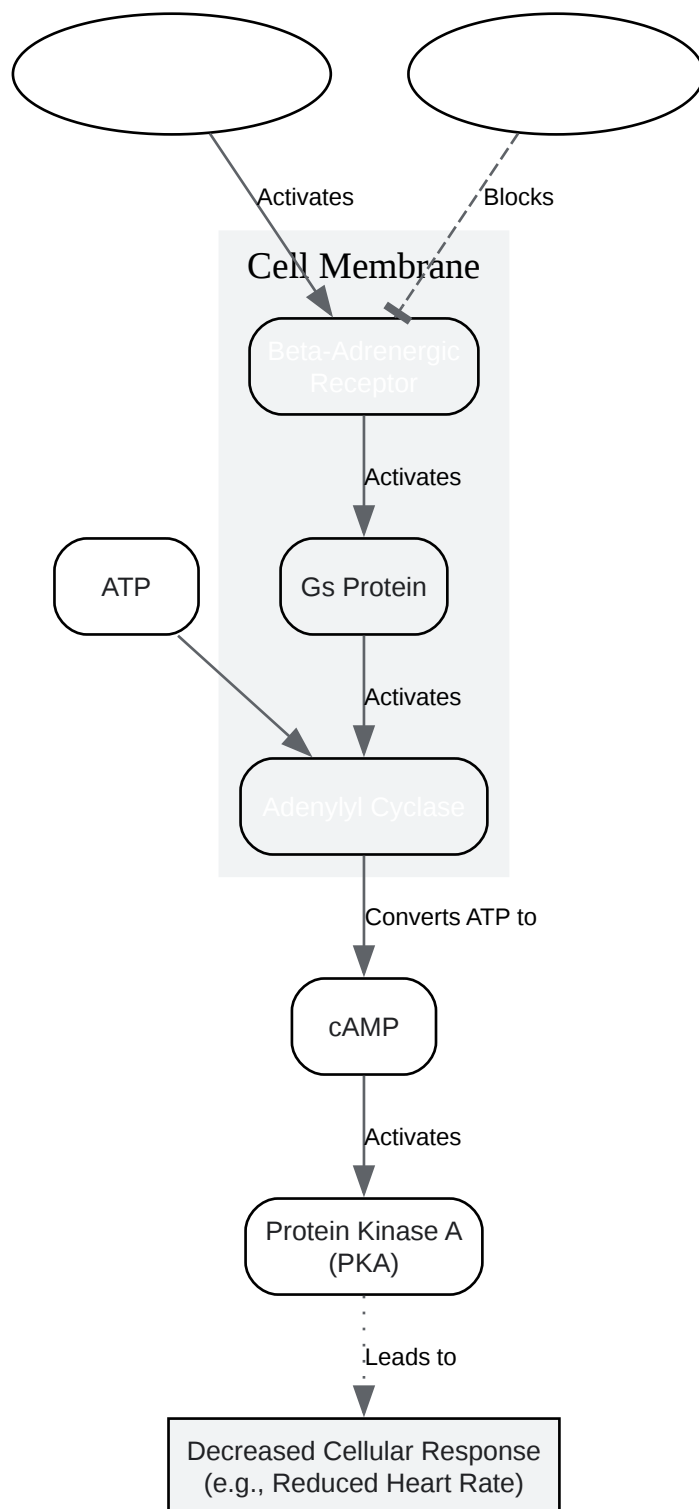 Activates
Blocks
Cell Membrane
Beta-Adrenergic
Receptor
Activates
ATP
Gs Protein
Activates
Adenylyl Cyclase
Converts ATP to
cAMP
Activates
Protein Kinase A
(PKA)
Leads to
Decreased Cellular Response
(e.g., Reduced Heart Rate)